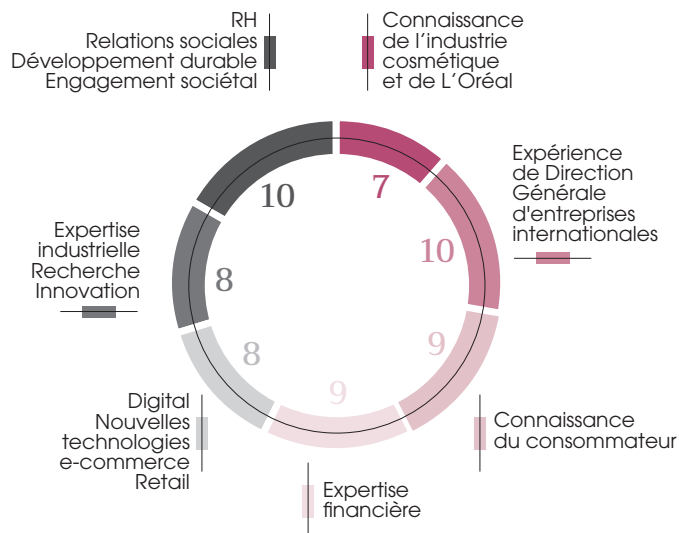 RH
Relations sociales
Développement durable
Engagement sociétal
Connaissance
de l'industrie
cosmétique
et de L'Oréal
10
7
Expérience
de Direction
Générale
d'entreprises
internationales
10
Expertise
industrielle
Recherche
Innovation
8
9
8
9
Digital
Nouvelles
technologies
e-commerce
Retail
Connaissance
du consommateur
Expertise
financière